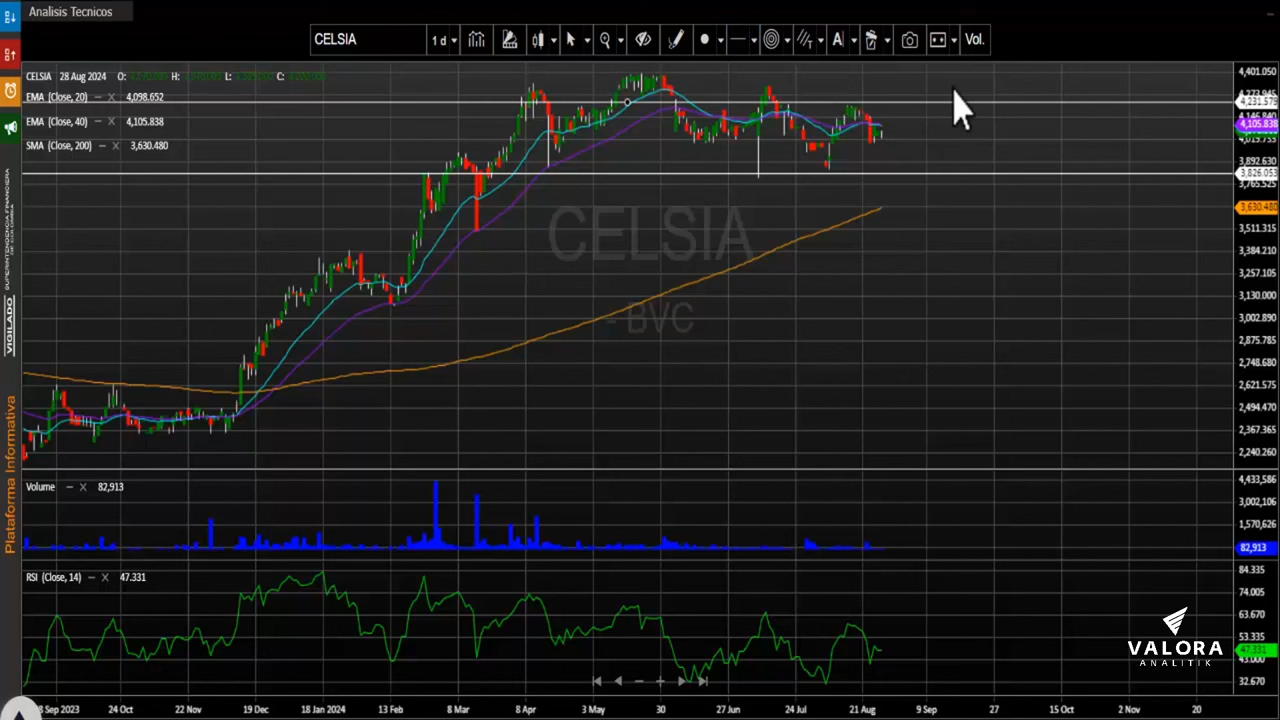 Analisis Tecnicos
CELSIA
1 d
A
Vol.
CELSIA 28 Aug 2024 O: H: L: C:
EMA (Close, 20) – X 4,098.652
EMA (Close, 40) – X 4,105.838
SMA (Close, 200) – X 3,630.480
CELSIA
- BVC
4,401.050
4,231.579
4,105.838
3,892.630
3,826.053
3,765.525
3,630.480
3,511.315
3,384.210
3,257.105
3,130.000
3,002.890
2,875.785
2,748.680
2,621.575
2,494.470
2,367.365
2,240.260
Volume – X 82,913
4,433,586
3,002,106
1,570,626
82,913
RSI (Close, 14) – X 47.331
84.335
74.005
63.670
53.335
47.331
43.000
32.670
Sep 2023 24 Oct 22 Nov 19 Dec 18 Jan 2024 13 Feb 8 Mar 8 Apr 3 May 30 27 Jun 24 Jul 21 Aug 9 Sep 27 15 Oct 2 Nov 20
VIGILADO
SUPERINTENDENCIA FINANCIERA
DE COLOMBIA
Plataforma Informativa
VALORA
ANALITIK